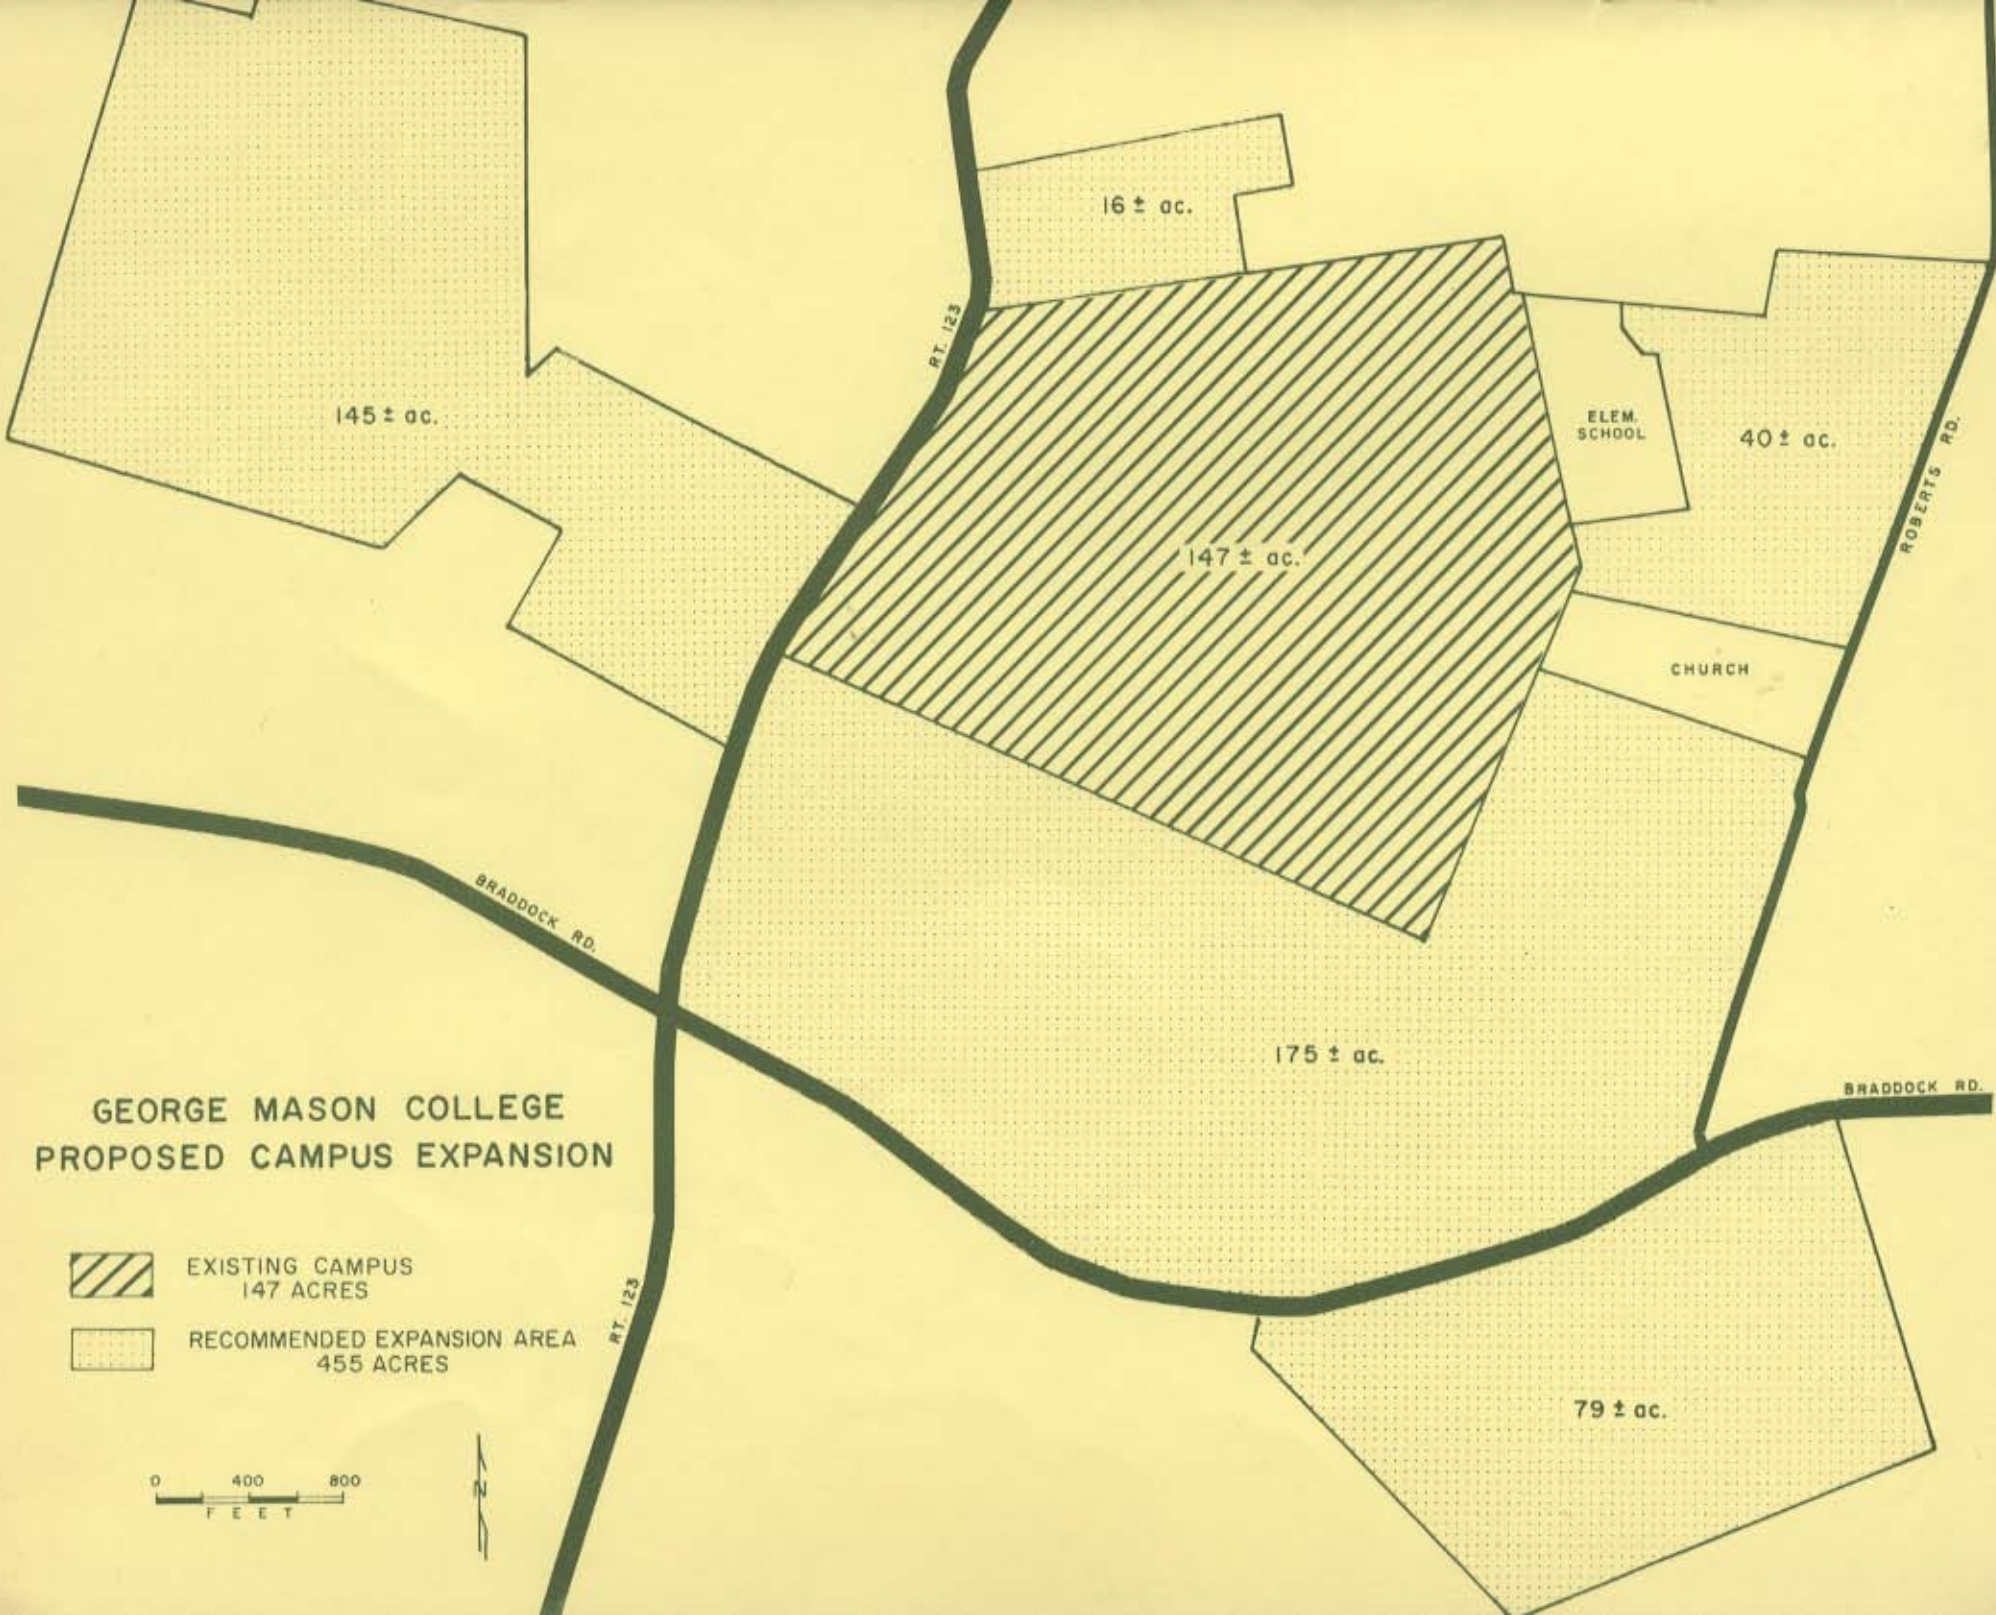 16 ± ac.
RT. 123
145 ± ac.
ELEM.
SCHOOL
40 ± ac.
ROBERTS RD.
147 ± ac.
CHURCH
BRADDOCK RD.
175 ± ac.
BRADDOCK RD.
GEORGE MASON COLLEGE
PROPOSED CAMPUS EXPANSION
EXISTING CAMPUS
147 ACRES
RECOMMENDED EXPANSION AREA
455 ACRES
RT. 123
79 ± ac.
0 400 800
FEET
N